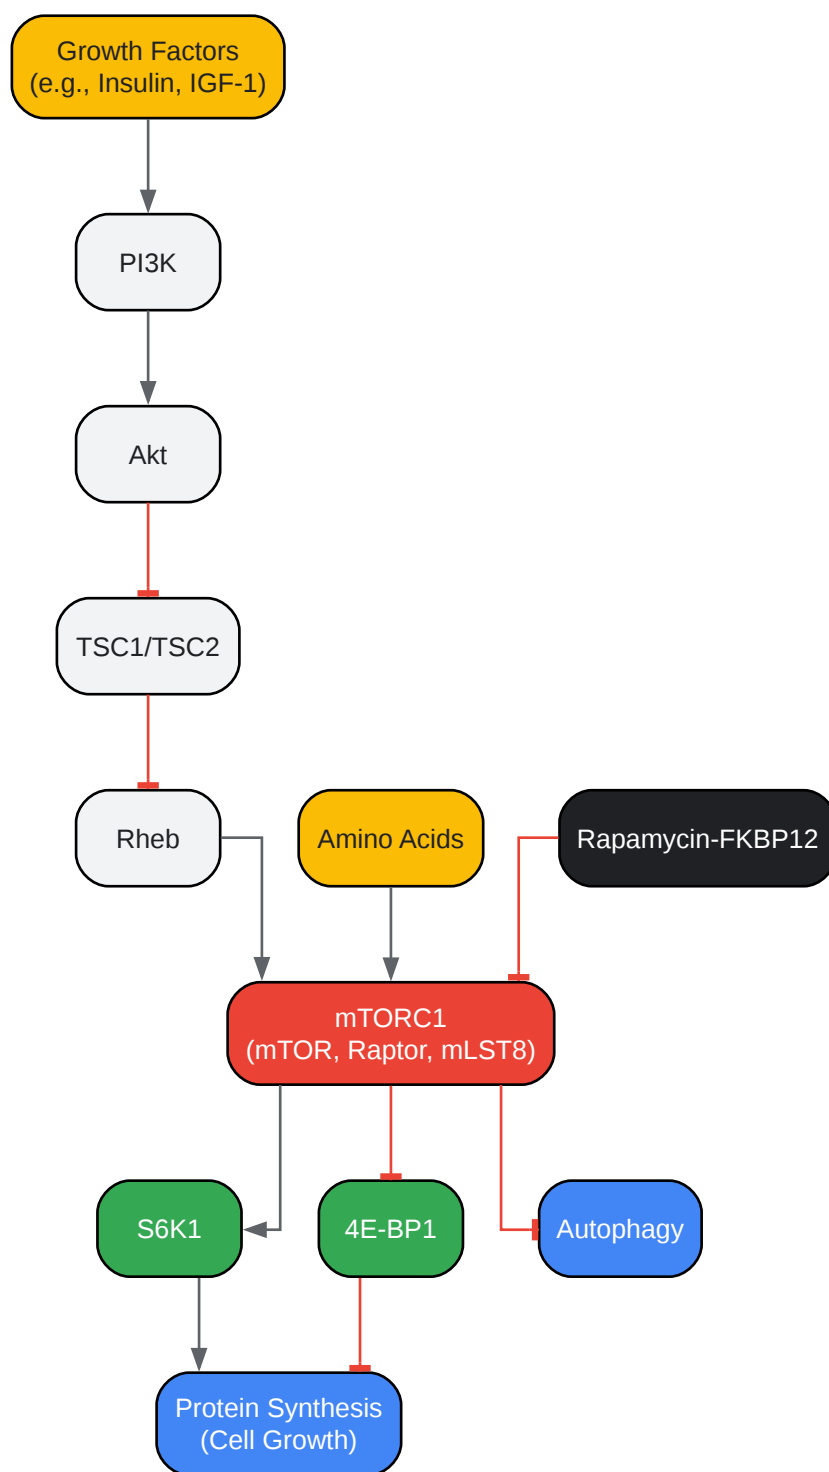 Growth Factors
(e.g., Insulin, IGF-1)
PI3K
Akt
TSC1/TSC2
Rheb
Amino Acids
Rapamycin-FKBP12
mTORC1
(mTOR, Raptor, mLST8)
S6K1
4E-BP1
Autophagy
Protein Synthesis
(Cell Growth)